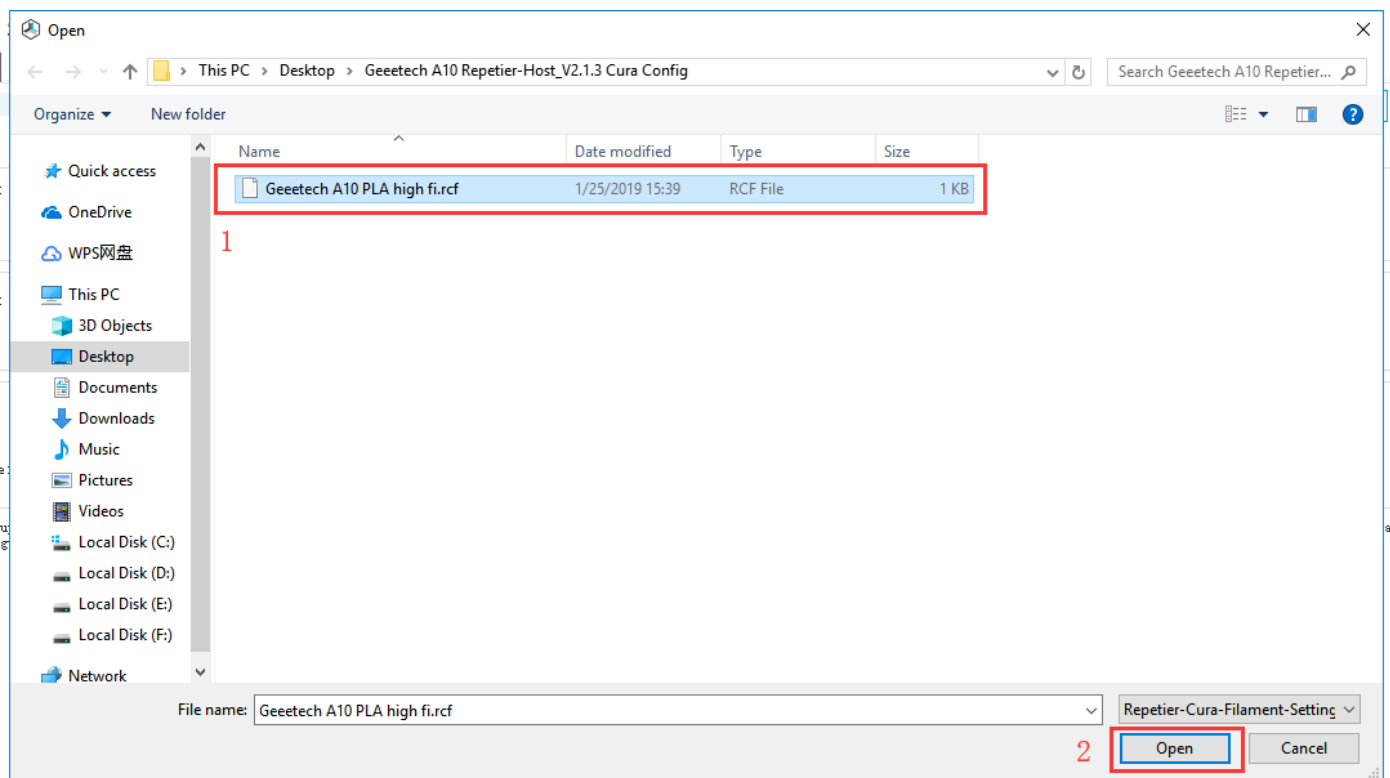 Open
This PC > Desktop > Geeetech A10 Repetier-Host_V2.1.3 Cura Config
Search Geeetech A10 Repetier...
Organize
New folder
Name
Date modified
Type
Size
Quick access
Geeetech A10 PLA high fi.rcf
1/25/2019 15:39
RCF File
1 KB
1
OneDrive
WPS网盘
This PC
3D Objects
Desktop
Documents
Downloads
Music
Pictures
Videos
Local Disk (C:)
Local Disk (D:)
Local Disk (E:)
Local Disk (F:)
Network
File name:
Geeetech A10 PLA high fi.rcf
Repetier-Cura-Filament-Setting
2
Open
Cancel